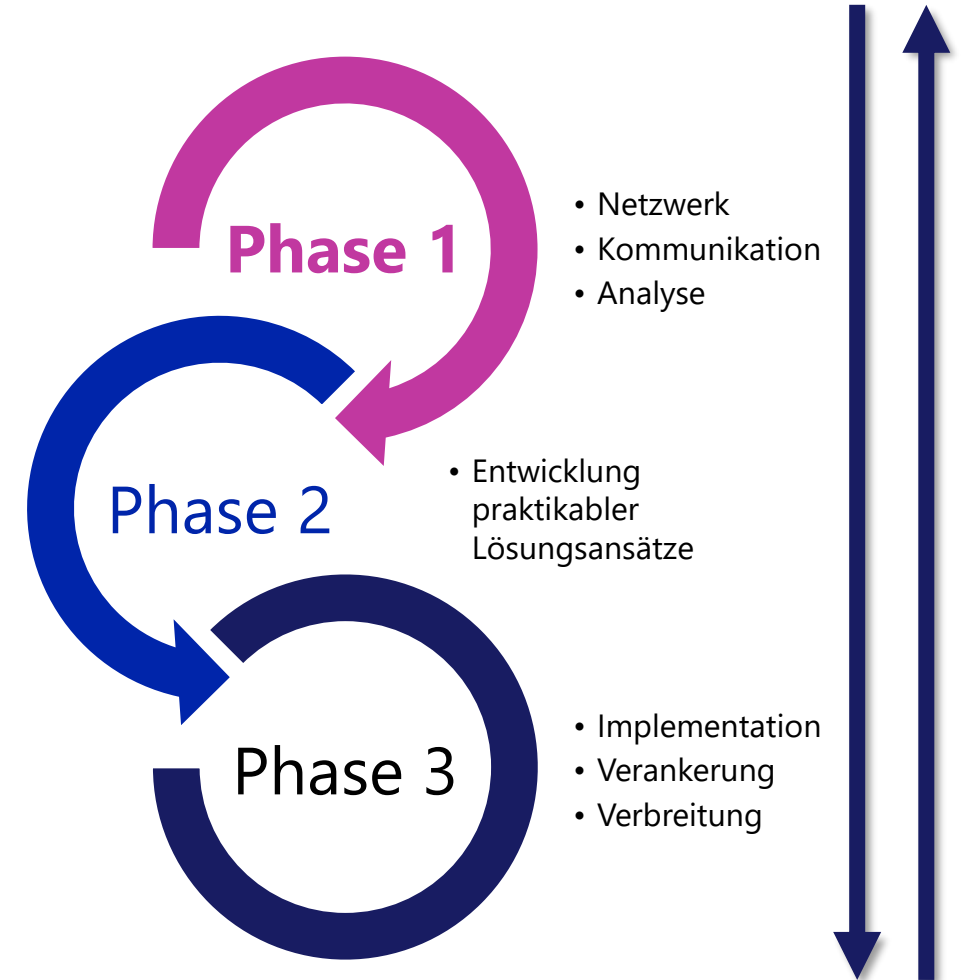 Phase 1
• Netzwerk
• Kommunikation
• Analyse
Phase 2
• Entwicklung
praktikabler
Lösungsansätze
Phase 3
• Implementation
• Verankerung
• Verbreitung